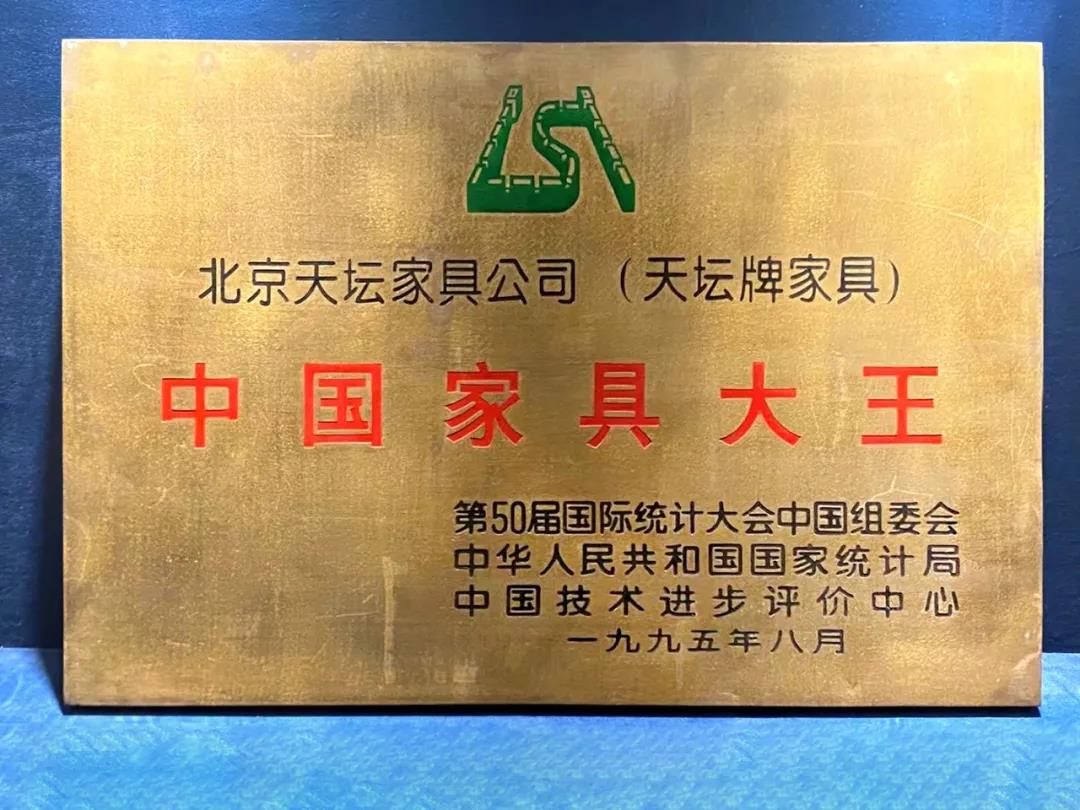 北京天坛家具公司（天坛牌家具）
中国家具大王
第50届国际统计大会中国组委会
中华人民共和国国家统计局
中国技术进步评价中心
一九九五年八月